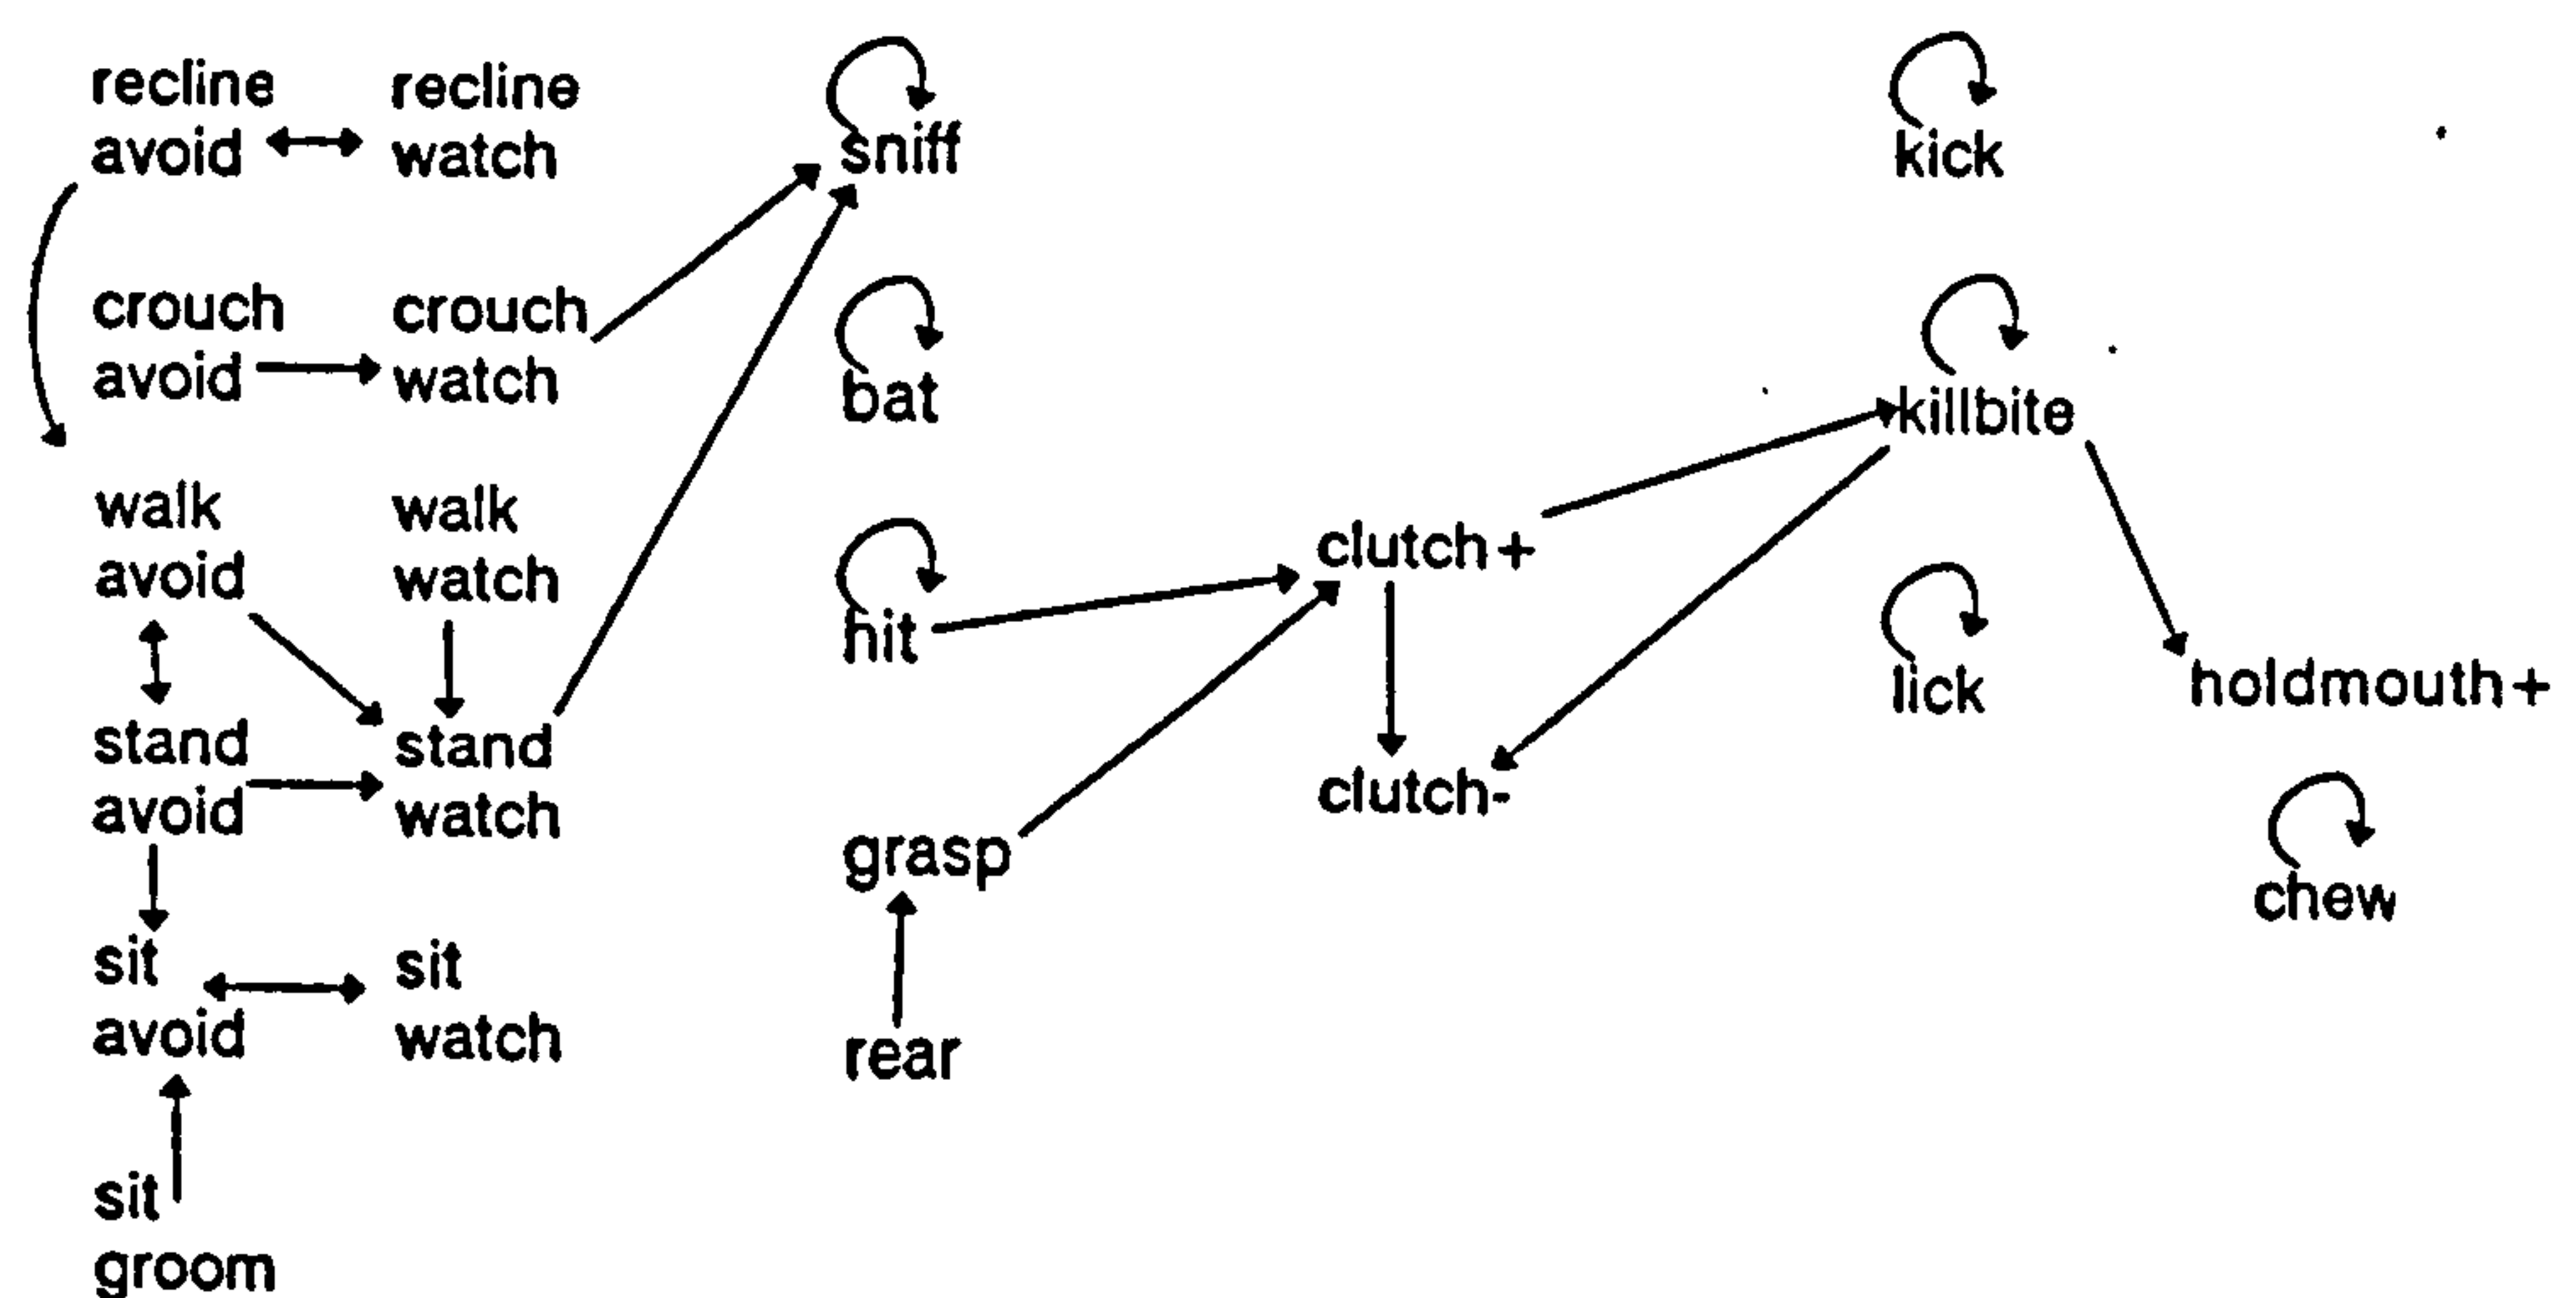 recline
avoid
recline
watch
sniff
kick
crouch
avoid
crouch
watch
bat
killbite
walk
avoid
walk
watch
hit
clutch+
lick
holdmouth+
stand
avoid
stand
watch
clutch-
grasp
chew
sit
avoid
sit
watch
rear
sit
groom